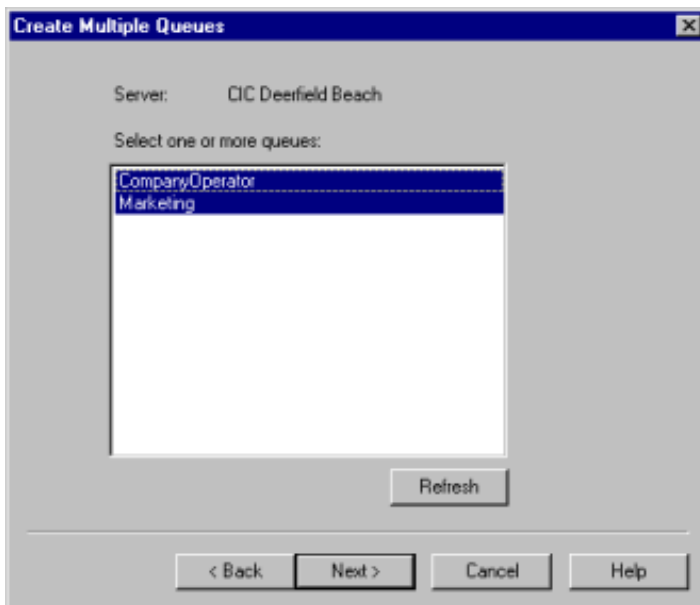 Create Multiple Queues
Server: CIC Deerfield Beach
Select one or more queues:
CompanyOperator
Marketing
Refresh
< Back Next > Cancel Help